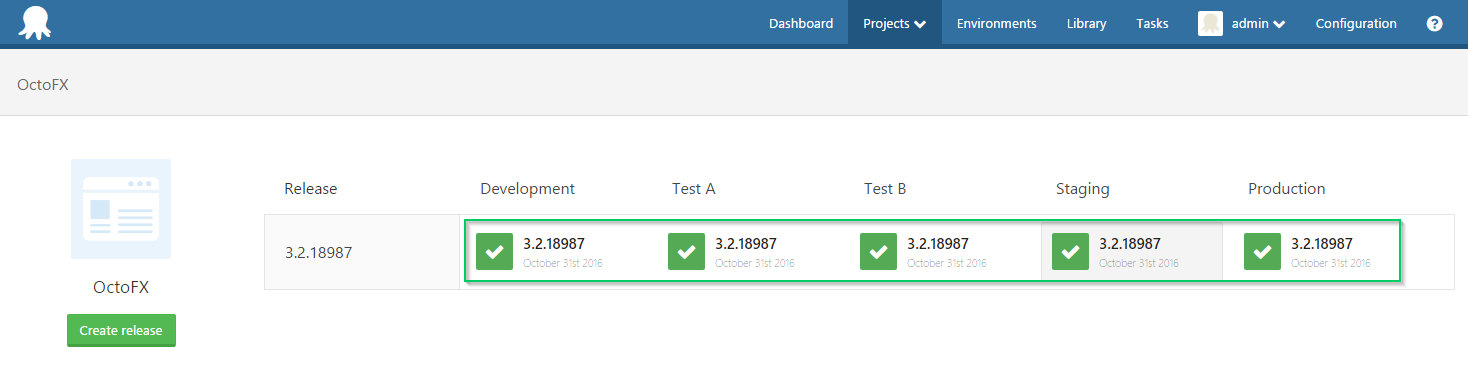 Dashboard Projects Environments Library Tasks admin Configuration ?
OctoFX
Release Development Test A Test B Staging Production
3.2.18987 3.2.18987 3.2.18987 3.2.18987 3.2.18987 3.2.18987
October 31st 2016 October 31st 2016 October 31st 2016 October 31st 2016 October 31st 2016
OctoFX
Create release